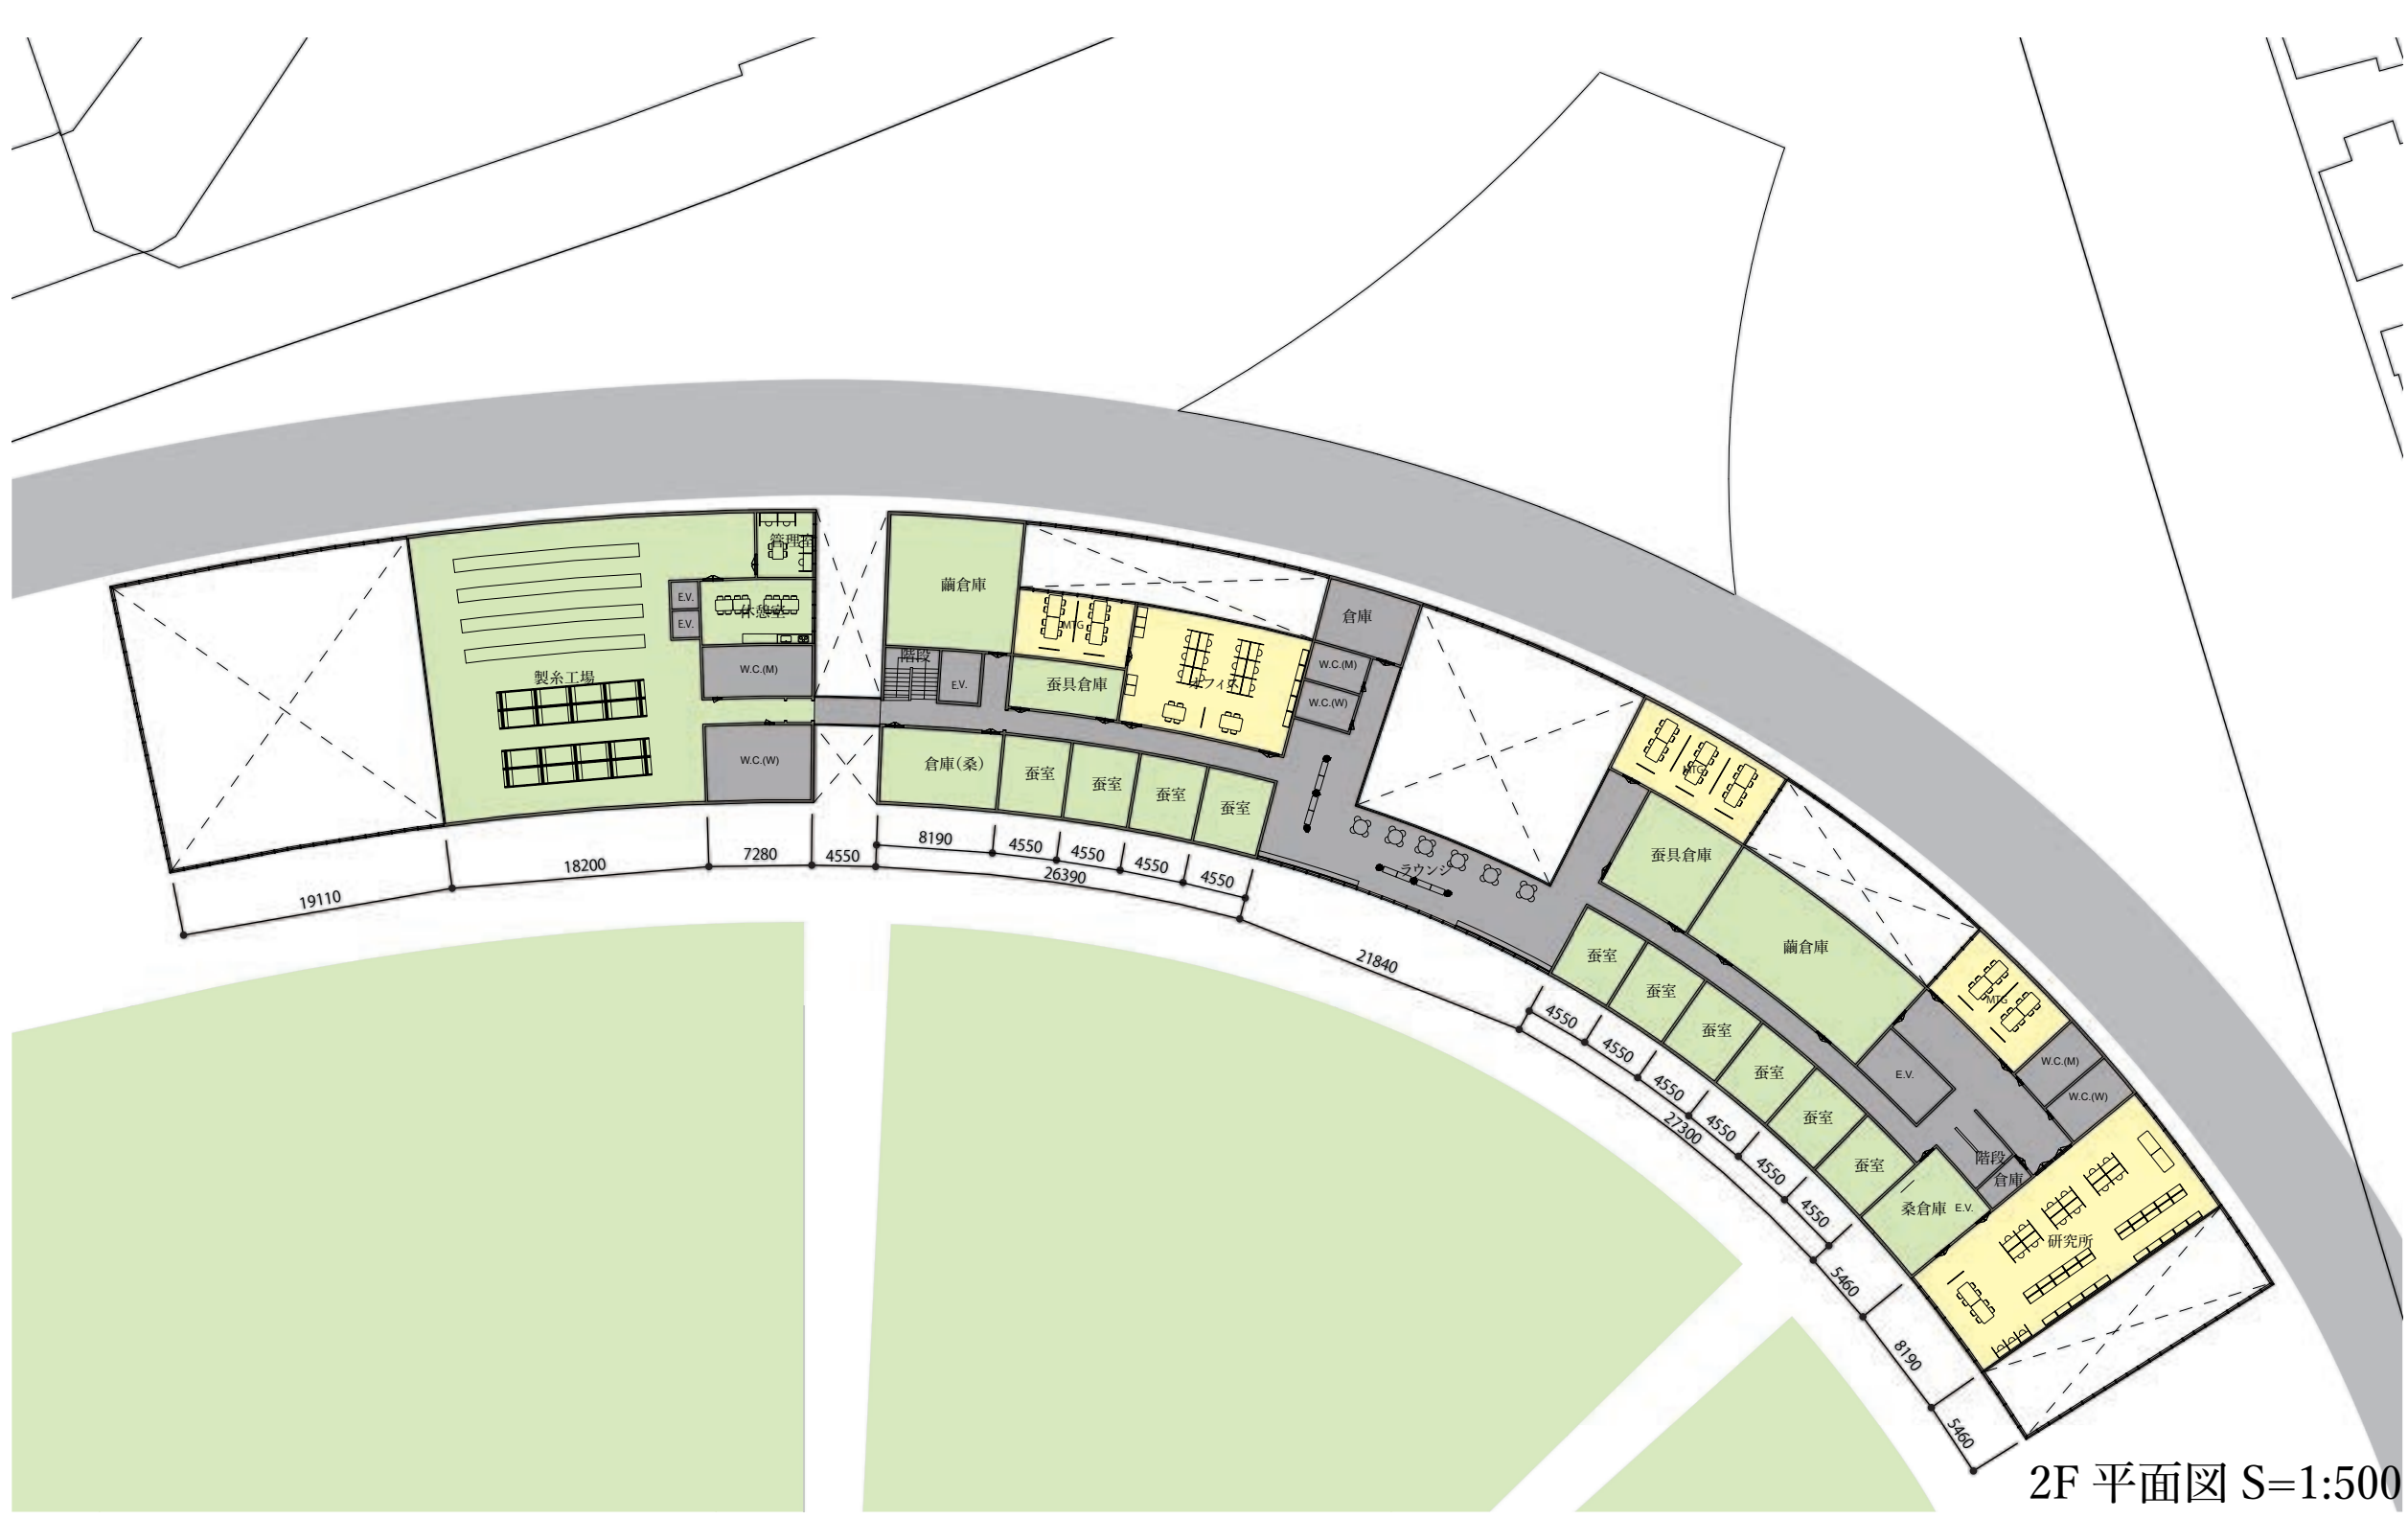 管理室
繭倉庫
E.V.
休憩室
倉庫
E.V.
MTG
階段
W.C.(M)
W.C.(M)
製糸工場
E.V.
蚕具倉庫
オフィス
W.C.(W)
W.C.(W)
倉庫(桑)
蚕室
蚕室
蚕室
蚕室
MTG
ラウンジ
蚕具倉庫
繭倉庫
蚕室
蚕室
蚕室
蚕室
蚕室
蚕室
MTG
W.C.(M)
W.C.(W)
E.V.
階段
倉庫
桑倉庫
E.V.
研究所
19110
18200
7280
4550
8190
4550
4550
4550
4550
26390
21840
4550
4550
4550
4550
4550
4550
27300
5460
8190
5460
2F 平面図 S=1:500